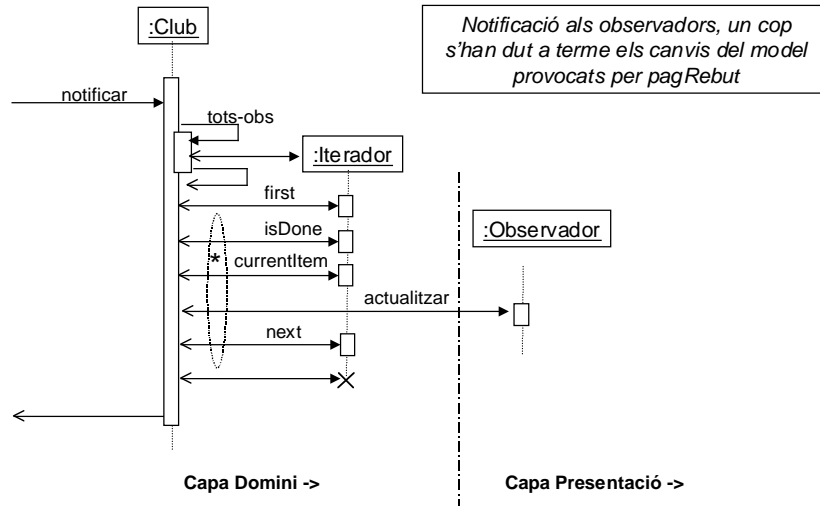 :Club
Notificació als observadors, un cop
s'han dut a terme els canvis del model
provocats per pagRebut
notificar
tots-obs
:Iterador
first
:Observador
isDone
* currentItem
actualitzar
next
Capa Domini ->
Capa Presentació ->